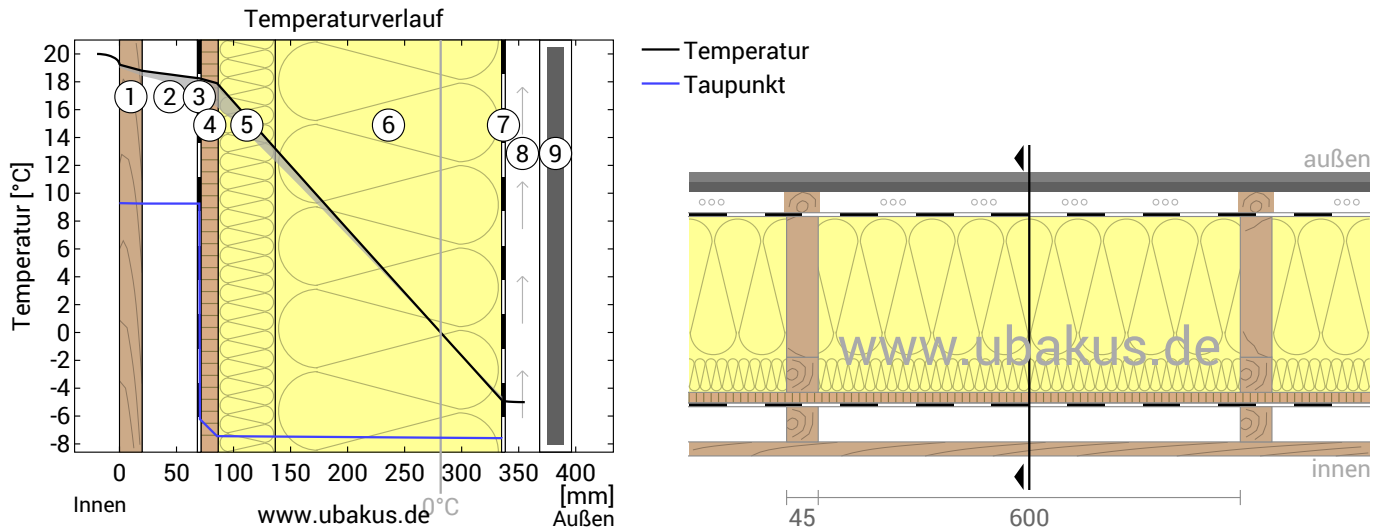 Temperaturverlauf
Temperatur [°C]
20
18
16
14
12
10
8
6
4
2
0
-2
-4
-6
-8
1
2
3
4
5
6
7
8
9
0
50
100
150
200
250
300
350
400
[mm]
Innen
www.ubakus.de
0°C
Außen
Temperatur
Taupunkt
außen
www.ubakus.de
innen
45
600